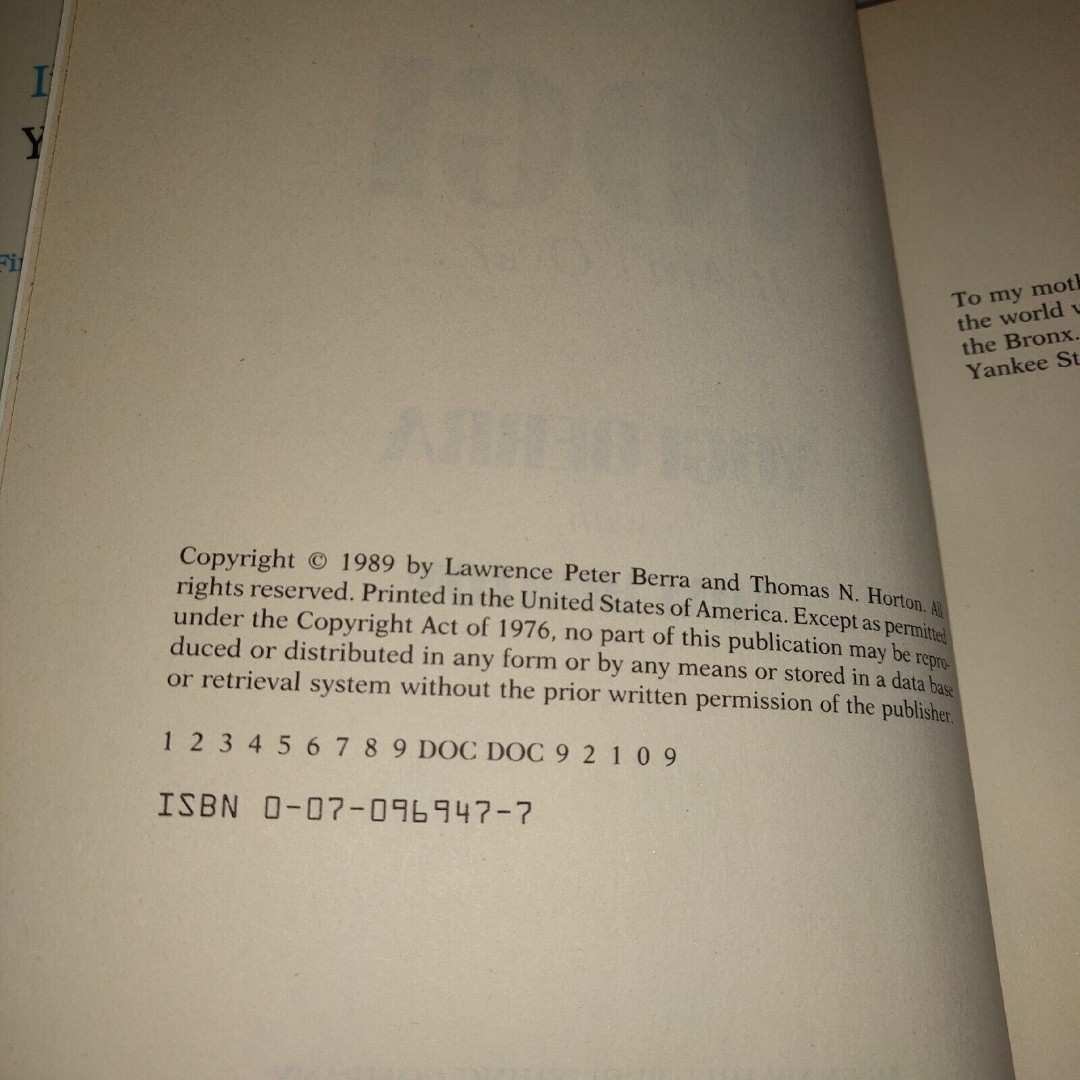 I
Y
Fi
Copyright © 1989 by Lawrence Peter Berra and Thomas N. Horton. All
rights reserved. Printed in the United States of America. Except as permitted
under the Copyright Act of 1976, no part of this publication may be repro-
duced or distributed in any form or by any means or stored in a data base
or retrieval system without the prior written permission of the publisher.
1 2 3 4 5 6 7 8 9 DOC DOC 9 2 1 0 9
ISBN 0-07-096947-7
To my moth
the world
the Bronx.
Yankee St